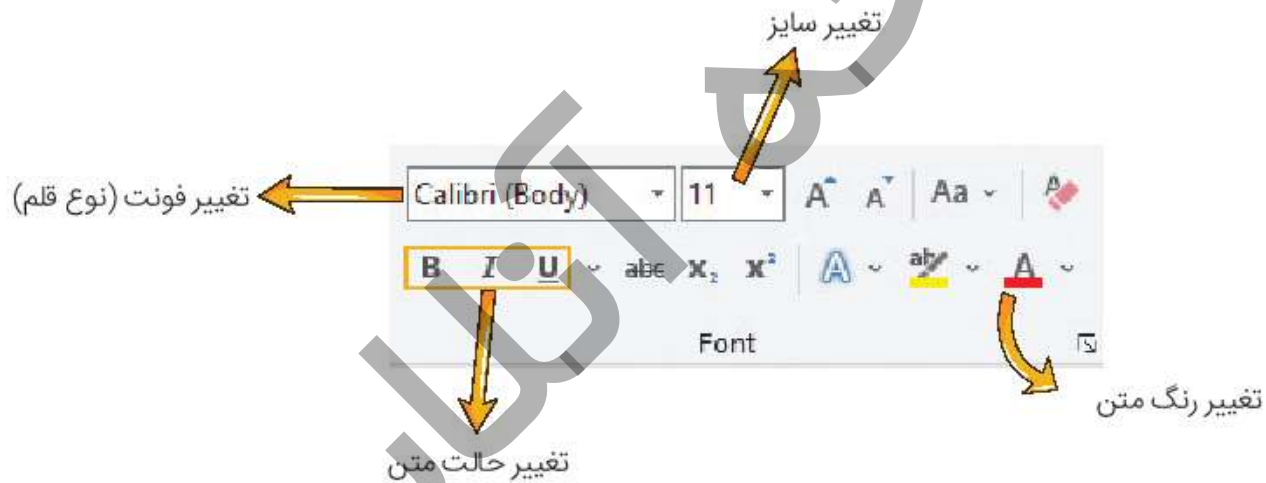 تغییر سایز
Calibri (Body) 11 A A Aa A
تغییر فونت (نوع قلم)
B I U abc x₂ x² A ab A
Font
تغییر رنگ متن
تغییر حالت متن